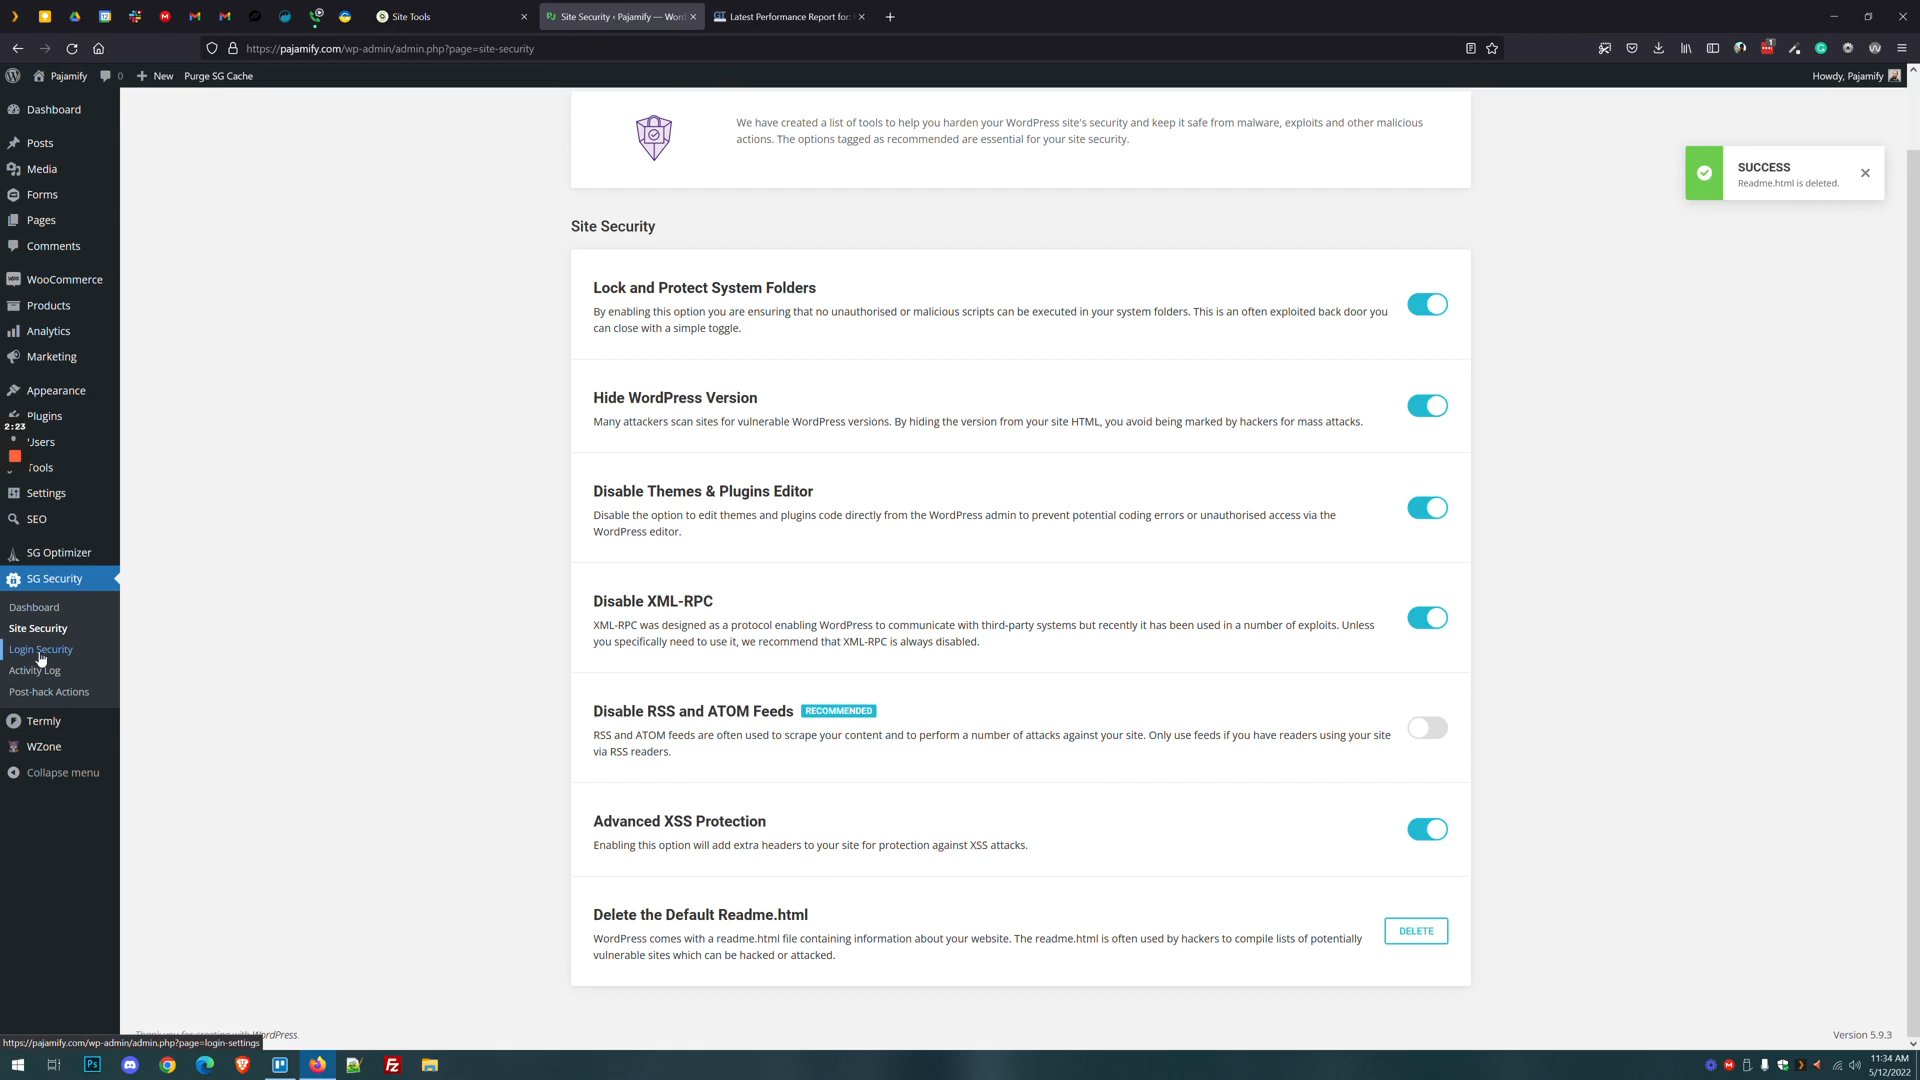 Site Tools
Site Security ‹ Pajamify — Word
Latest Performance Report for:
https://pajamify.com/wp-admin/admin.php?page=site-security
Pajamify
0
New
Purge SG Cache
Howdy, Pajamify
Dashboard
Posts
Media
Forms
Pages
Comments
WooCommerce
Products
Analytics
Marketing
Appearance
Plugins
2:23
Users
Tools
Settings
SEO
SG Optimizer
SG Security
Dashboard
Site Security
Login Security
Activity Log
Post-hack Actions
Termly
WZone
Collapse menu
We have created a list of tools to help you harden your WordPress site's security and keep it safe from malware, exploits and other malicious
actions. The options tagged as recommended are essential for your site security.
SUCCESS
Readme.html is deleted.
Site Security
Lock and Protect System Folders
By enabling this option you are ensuring that no unauthorised or malicious scripts can be executed in your system folders. This is an often exploited back door you
can close with a simple toggle.
Hide WordPress Version
Many attackers scan sites for vulnerable WordPress versions. By hiding the version from your site HTML, you avoid being marked by hackers for mass attacks.
Disable Themes & Plugins Editor
Disable the option to edit themes and plugins code directly from the WordPress admin to prevent potential coding errors or unauthorised access via the
WordPress editor.
Disable XML-RPC
XML-RPC was designed as a protocol enabling WordPress to communicate with third-party systems but recently it has been used in a number of exploits. Unless
you specifically need to use it, we recommend that XML-RPC is always disabled.
Disable RSS and ATOM Feeds RECOMMENDED
RSS and ATOM feeds are often used to scrape your content and to perform a number of attacks against your site. Only use feeds if you have readers using your site
via RSS readers.
Advanced XSS Protection
Enabling this option will add extra headers to your site for protection against XSS attacks.
Delete the Default Readme.html
WordPress comes with a readme.html file containing information about your website. The readme.html is often used by hackers to compile lists of potentially
vulnerable sites which can be hacked or attacked.
DELETE
Thank you for creating with WordPress.
Version 5.9.3
https://pajamify.com/wp-admin/admin.php?page=login-settings
11:34 AM
5/12/2022